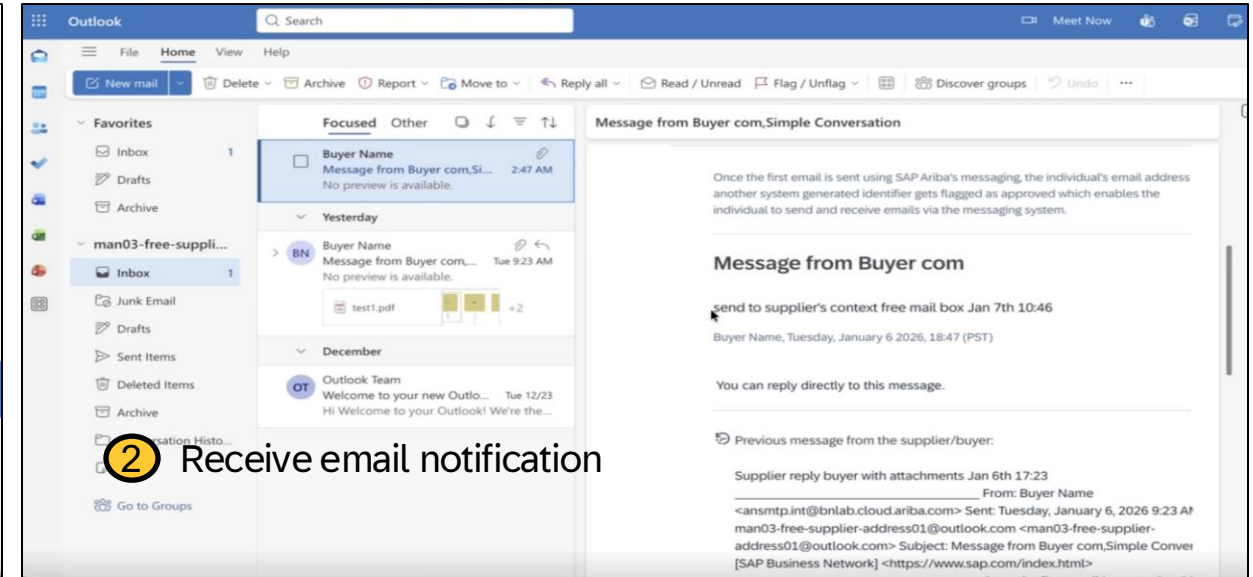 Outlook
Search
Meet Now
File Home View Help
New mail Delete Archive Report Move to Reply all Read / Unread Flag / Unflag Discover groups Undo ...
Favorites
Inbox 1
Drafts
Archive
man03-free-suppli...
Inbox 1
Junk Email
Drafts
Sent Items
Deleted Items
Archive
Histo...
Go to Groups
Focused Other
Buyer Name
Message from Buyer com,Si... 2:47 AM
No preview is available.
Yesterday
BN
Buyer Name
Message from Buyer com,... Tue 9:23 AM
No preview is available.
test1.pdf +2
December
OT
Outlook Team
Welcome to your new Outlo... Tue 12/23
Hi Welcome to your Outlook! We're the...
2 Receive email notification
Message from Buyer com,Simple Conversation
Once the first email is sent using SAP Ariba's messaging, the individual's email address
another system generated identifier gets flagged as approved which enables the
individual to send and receive emails via the messaging system.
Message from Buyer com
send to supplier's context free mail box Jan 7th 10:46
Buyer Name, Tuesday, January 6 2026, 18:47 (PST)
You can reply directly to this message.
Previous message from the supplier/buyer:
Supplier reply buyer with attachments Jan 6th 17:23
From: Buyer Name
<ansmtp.int@bnlab.cloud.ariba.com> Sent: Tuesday, January 6, 2026 9:23
man03-free-supplier-address01@outlook.com <man03-free-supplier-
address01@outlook.com> Subject: Message from Buyer com,Simple
[SAP Business Network] <https://www.sap.com/index.html>